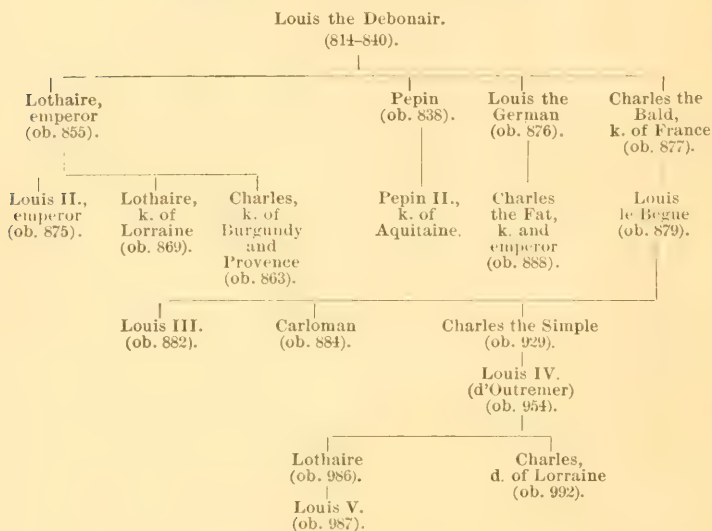 Louis the Debonair.
(814–840).
Lothaire,
emperor
(ob. 855).
Pepin
(ob. 838).
Louis the
German
(ob. 876).
Charles the
Bald,
k. of France
(ob. 877).
Louis II.,
emperor
(ob. 875).
Lothaire,
k. of
Lorraine
(ob. 869).
Charles,
k. of
Burgundy
and
Provence
(ob. 863).
Pepin II.,
k. of
Aquitaine.
Charles
the Fat,
k. and
emperor
(ob. 888).
Louis
le Begue
(ob. 879).
Louis III.
(ob. 882).
Carloman
(ob. 884).
Charles the Simple
(ob. 929).
Louis IV.
(d'Outremer)
(ob. 954).
Lothaire
(ob. 986).
Charles,
d. of Lorraine
(ob. 992).
Louis V.
(ob. 987).